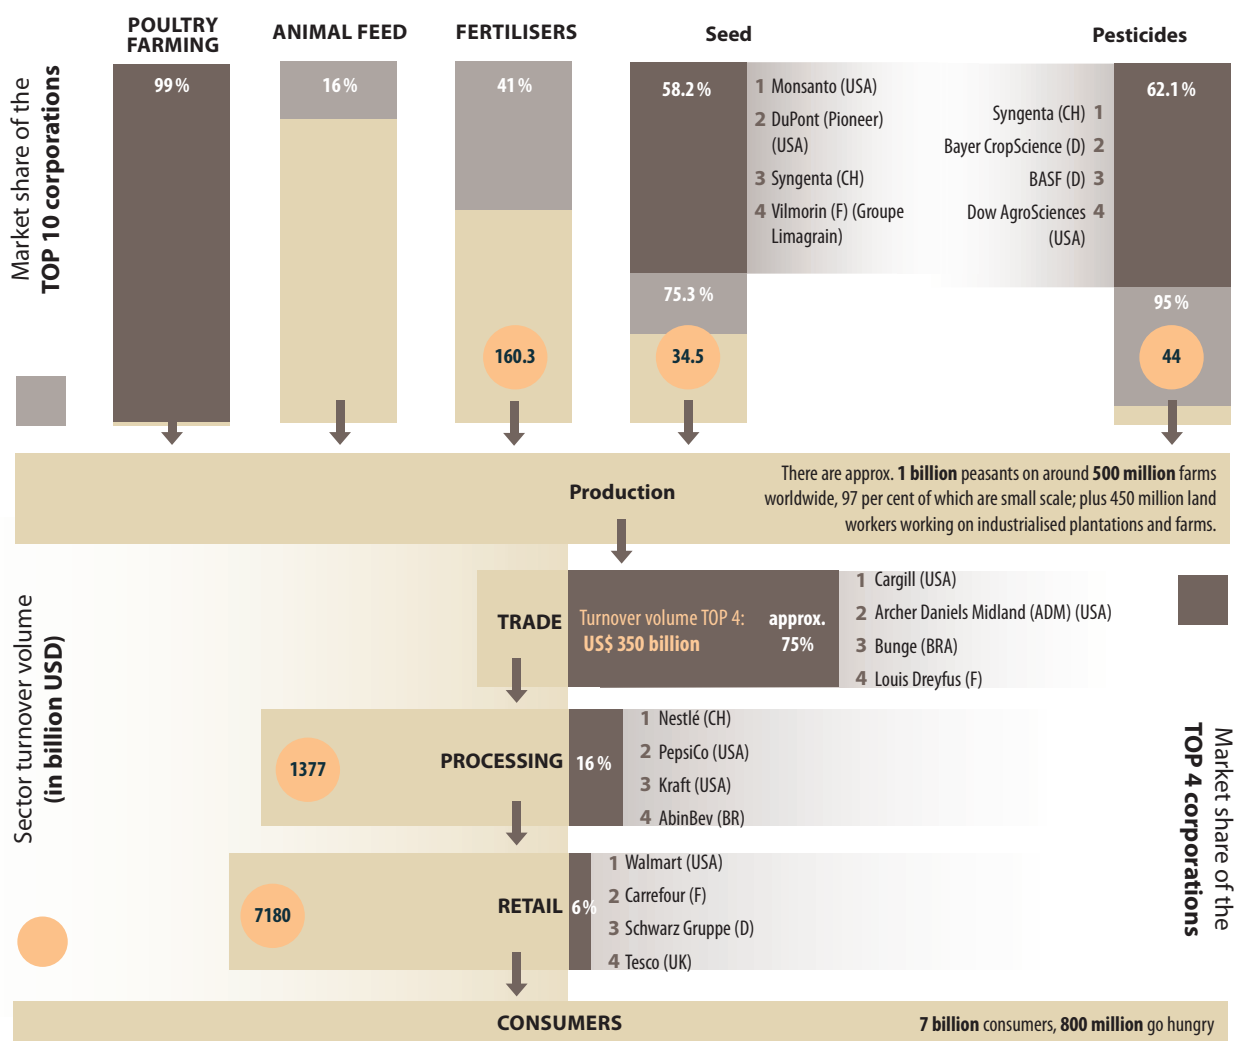 POULTRY
FARMING
ANIMAL FEED
FERTILISERS
Seed
Pesticides
Market share of the
TOP 10 corporations
99 %
16 %
41 %
160.3
58.2 %
75.3 %
34.5
1 Monsanto (USA)
2 DuPont (Pioneer)
(USA)
3 Syngenta (CH)
4 Vilmorin (F) (Groupe
Limagrain)
Syngenta (CH) 1
Bayer CropScience (D) 2
BASF (D) 3
Dow AgroSciences 4
(USA)
62.1 %
95 %
44
Production
There are approx. 1 billion peasants on around 500 million farms
worldwide, 97 per cent of which are small scale; plus 450 million land
workers working on industrialised plantations and farms.
Sector turnover volume
(in billion USD)
TRADE
Turnover volume TOP 4:
US$ 350 billion
approx.
75%
1 Cargill (USA)
2 Archer Daniels Midland (ADM) (USA)
3 Bunge (BRA)
4 Louis Dreyfus (F)
1377
PROCESSING
16 %
1 Nestlé (CH)
2 PepsiCo (USA)
3 Kraft (USA)
4 AbinBev (BR)
7180
RETAIL
6%
1 Walmart (USA)
2 Carrefour (F)
3 Schwarz Gruppe (D)
4 Tesco (UK)
Market share of the
TOP 4 corporations
CONSUMERS
7 billion consumers, 800 million go hungry